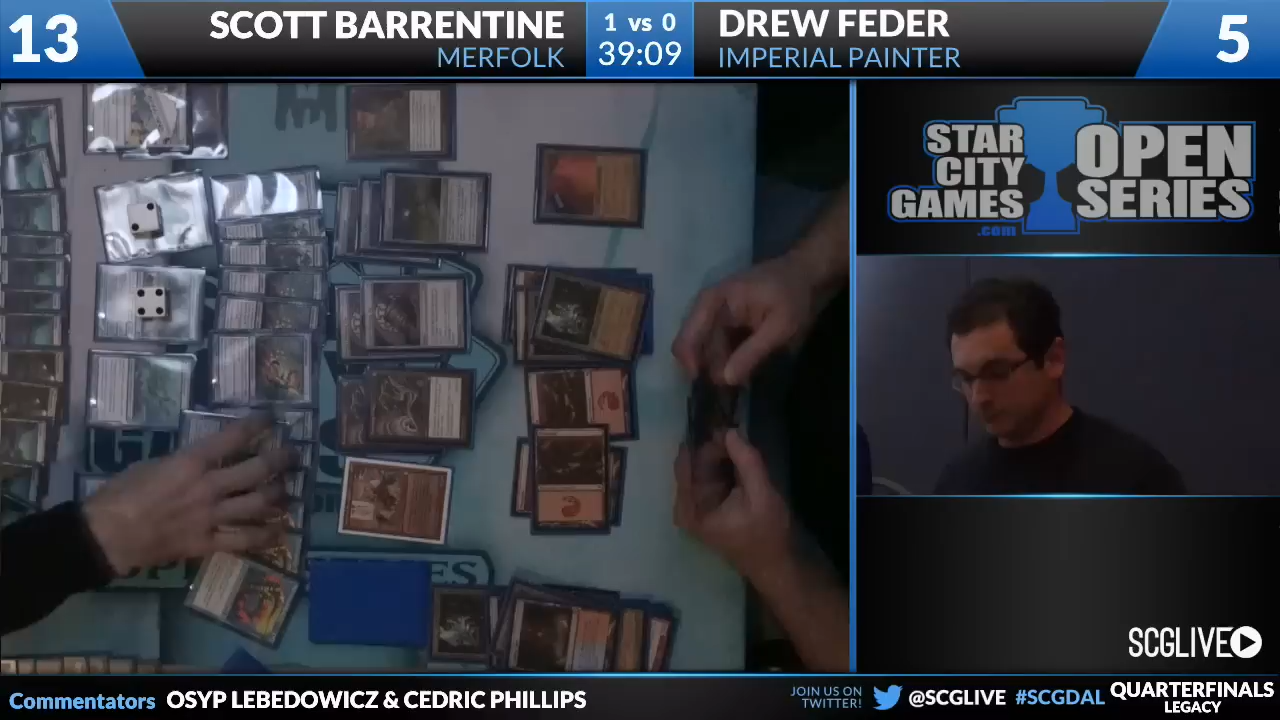 13
SCOTT BARRENTINE
MERFOLK
1 vs 0
39:09
DREW FEDER
IMPERIAL PAINTER
5
STAR
CITY
GAMES
.com
OPEN
SERIES
SCGLIVE
Commentators OSYP LEBEDOWICZ & CEDRIC PHILLIPS
JOIN US ON
TWITTER!
@SCGLIVE #SCGDAL
QUARTERFINALS
LEGACY